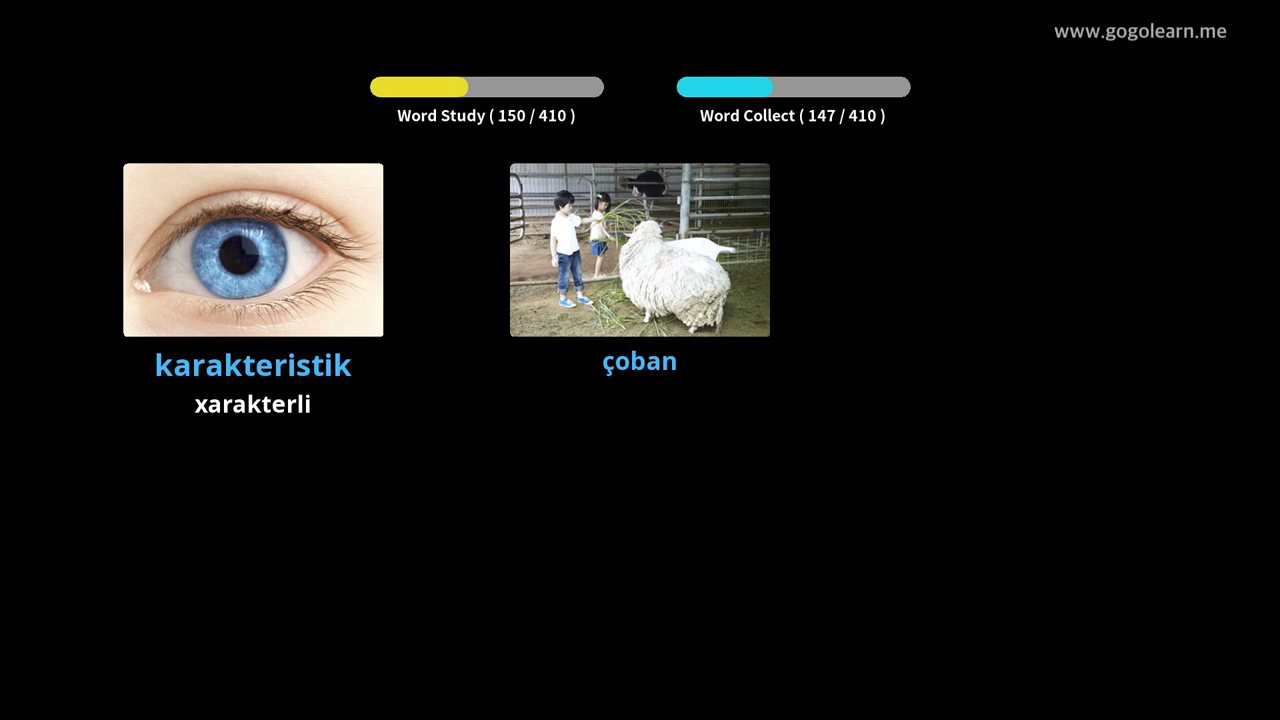 www.gogolearn.me
Word Study ( 150 / 410 )
Word Collect ( 147 / 410 )
karakteristik
xarakterli
çoban